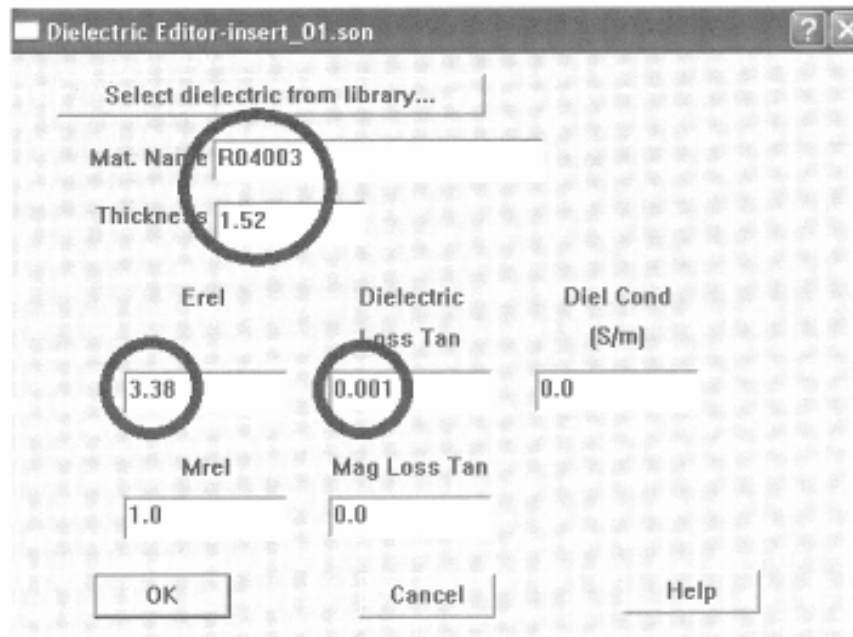 Dielectric Editor-insert_01.son
Select dielectric from library...
Mat. Name R04003
Thickness 1.52
Erel Dielectric Diel Cond
Loss Tan (S/m)
3.38 0.001 0.0
Mrel Mag Loss Tan
1.0 0.0
OK Cancel Help